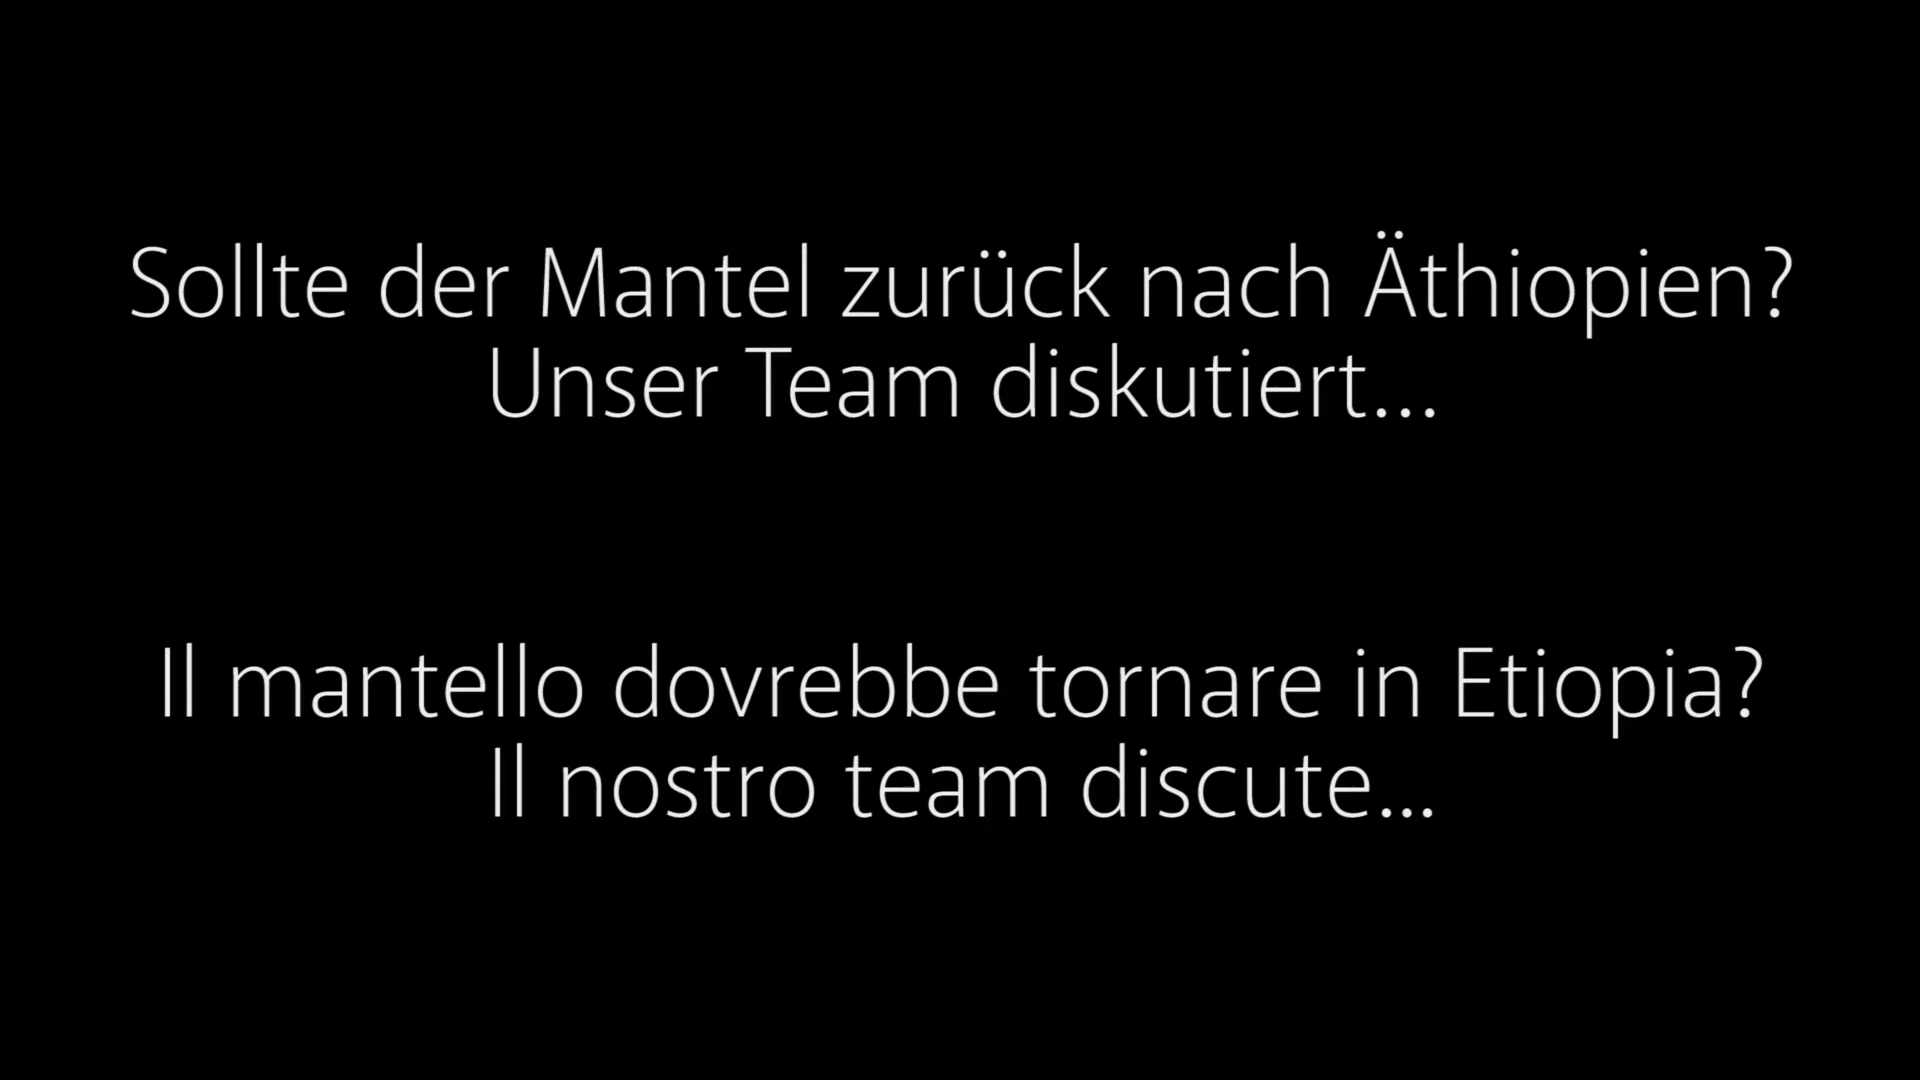 Sollte der Mantel zurück nach Äthiopien?
Unser Team diskutiert...
Il mantello dovrebbe tornare in Etiopia?
Il nostro team discute...